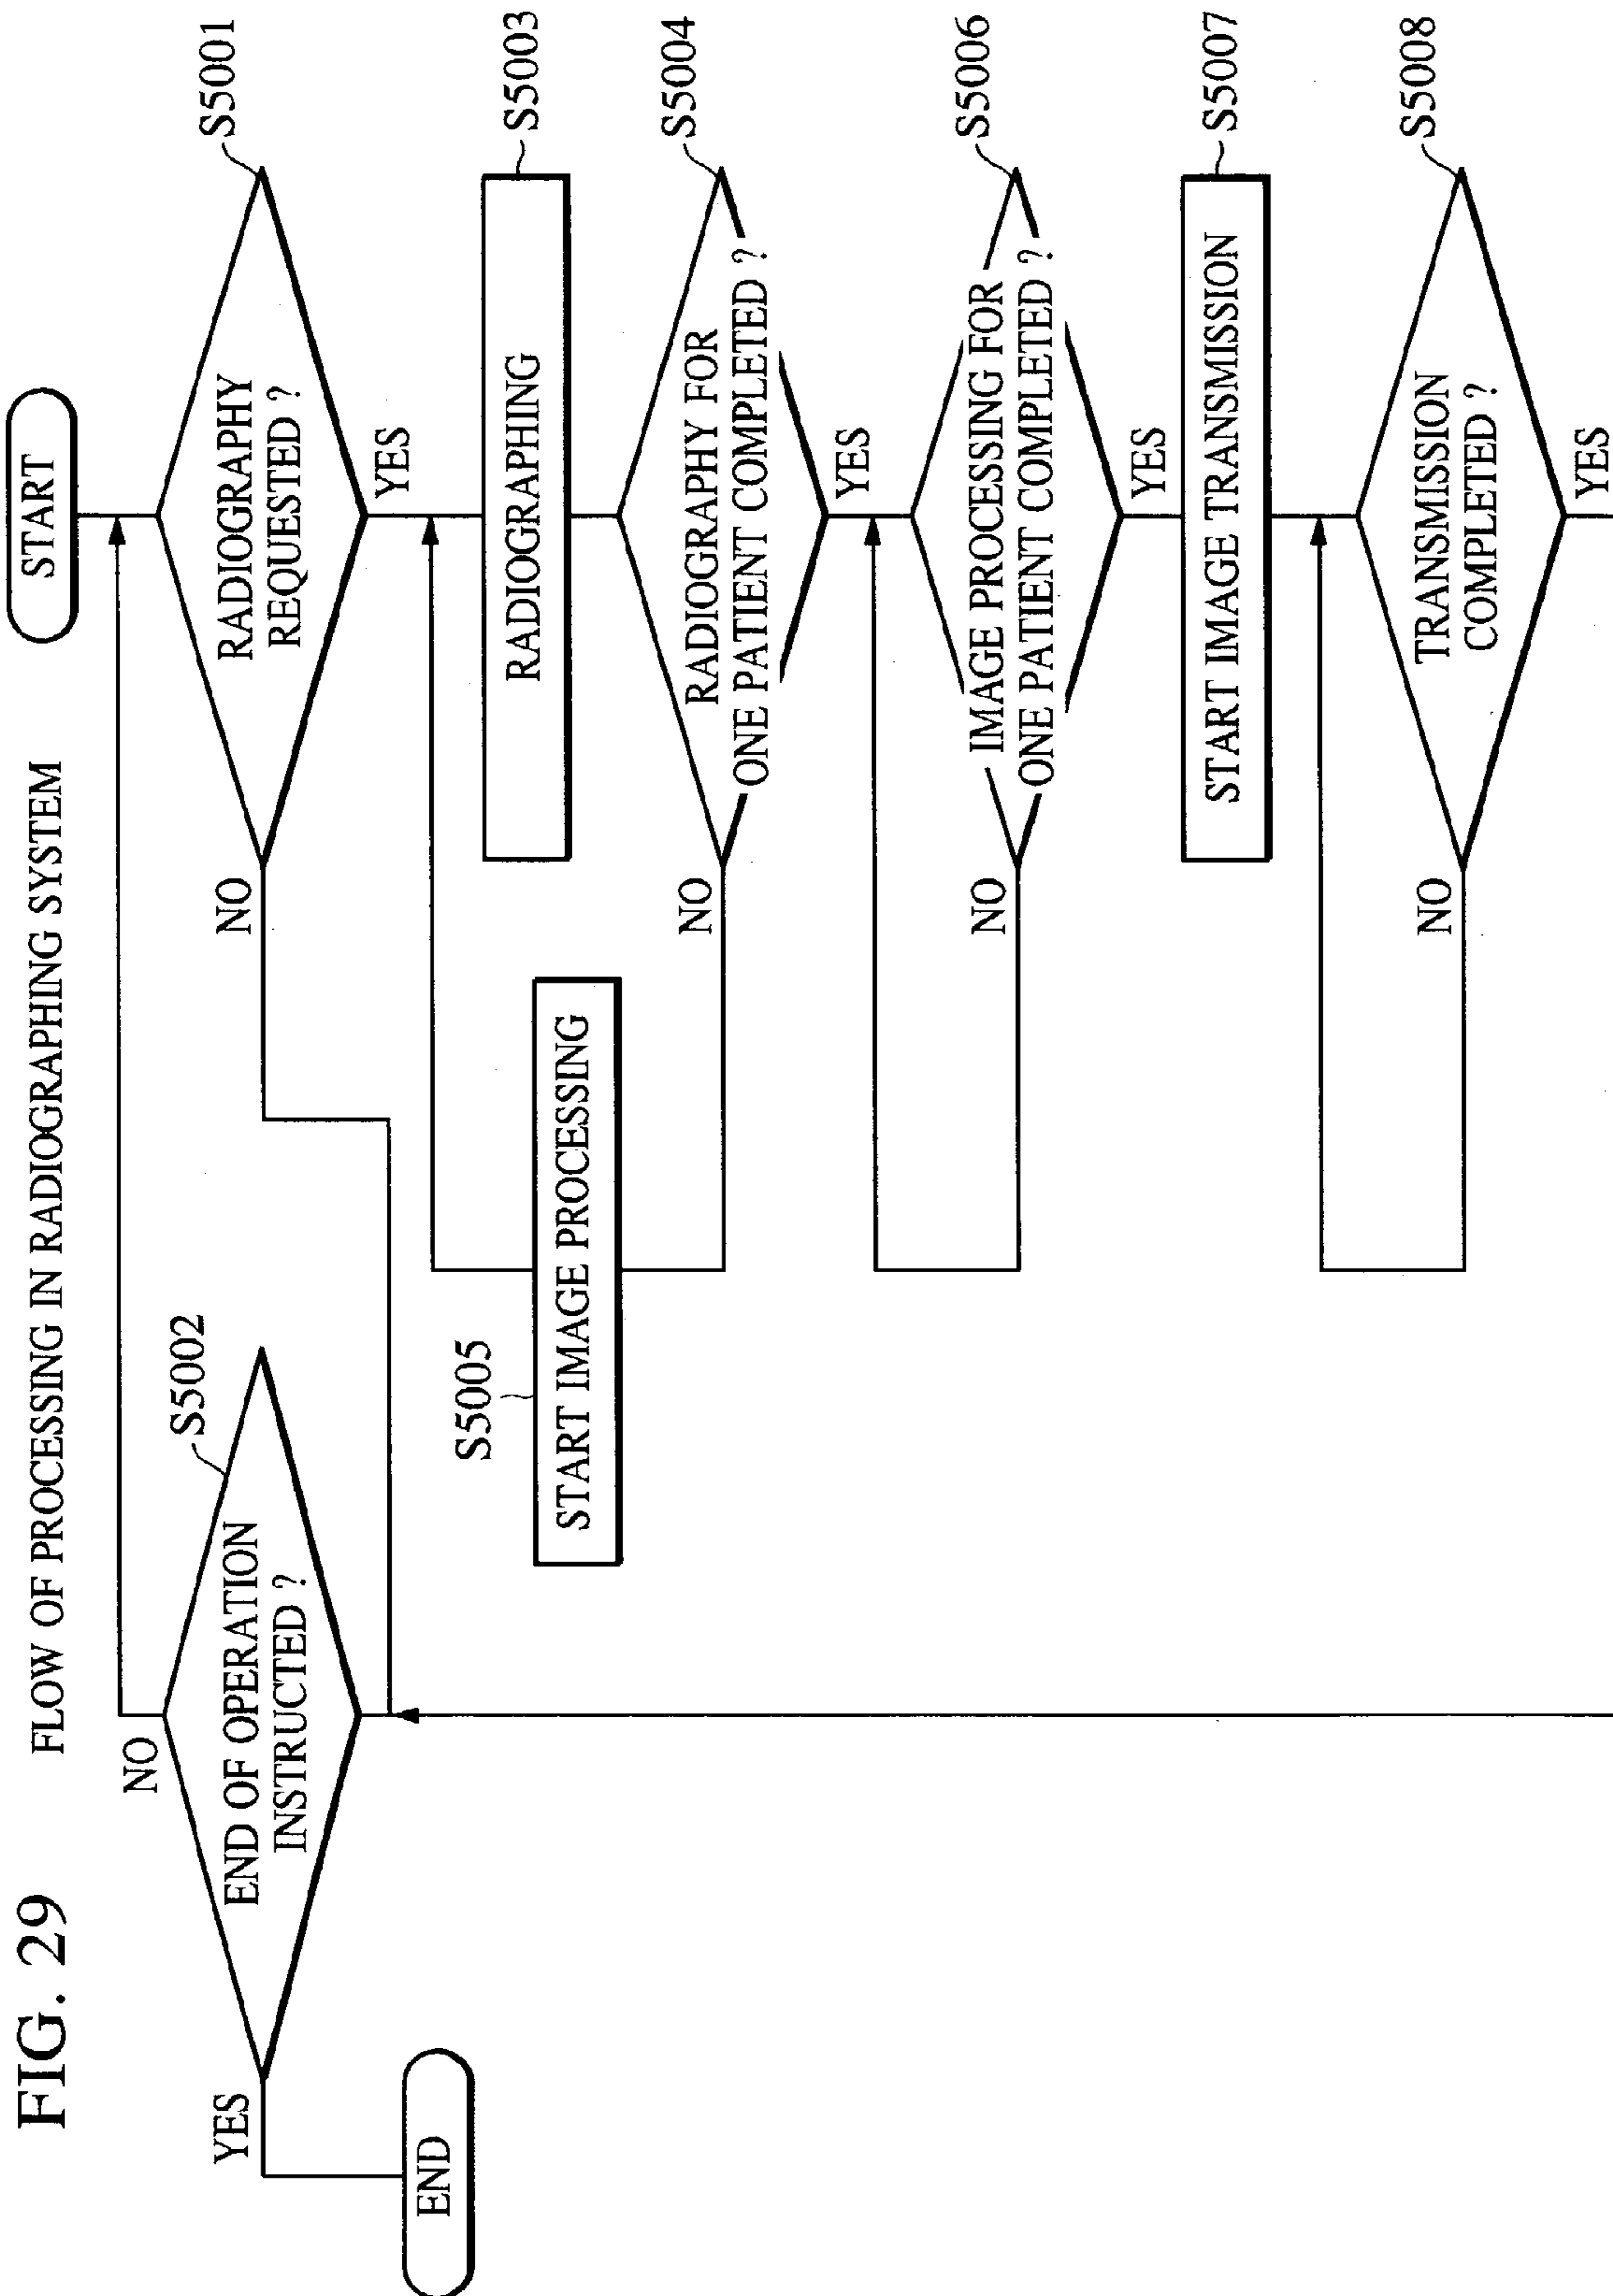 FIG. 29
FLOW OF PROCESSING IN RADIOGRAPHING SYSTEM
START
S5001
RADIOGRAPHY
REQUESTED ?
NO
YES
S5002
END OF OPERATION
INSTRUCTED ?
NO
YES
END
S5003
RADIOGRAPHING
S5004
RADIOGRAPHY FOR
ONE PATIENT COMPLETED ?
NO
YES
S5005
START IMAGE PROCESSING
S5006
IMAGE PROCESSING FOR
ONE PATIENT COMPLETED ?
NO
YES
S5007
START IMAGE TRANSMISSION
S5008
TRANSMISSION
COMPLETED ?
NO
YES